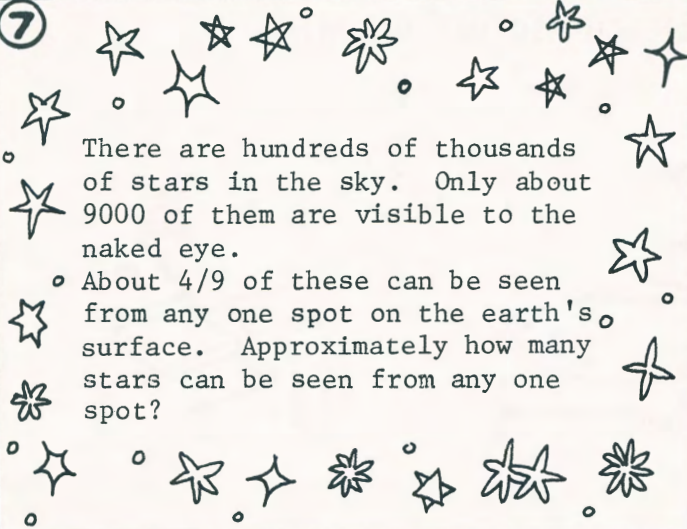 7
There are hundreds of thousands
of stars in the sky. Only about
9000 of them are visible to the
naked eye.
About 4/9 of these can be seen
from any one spot on the earth's
surface. Approximately how many
stars can be seen from any one
spot?